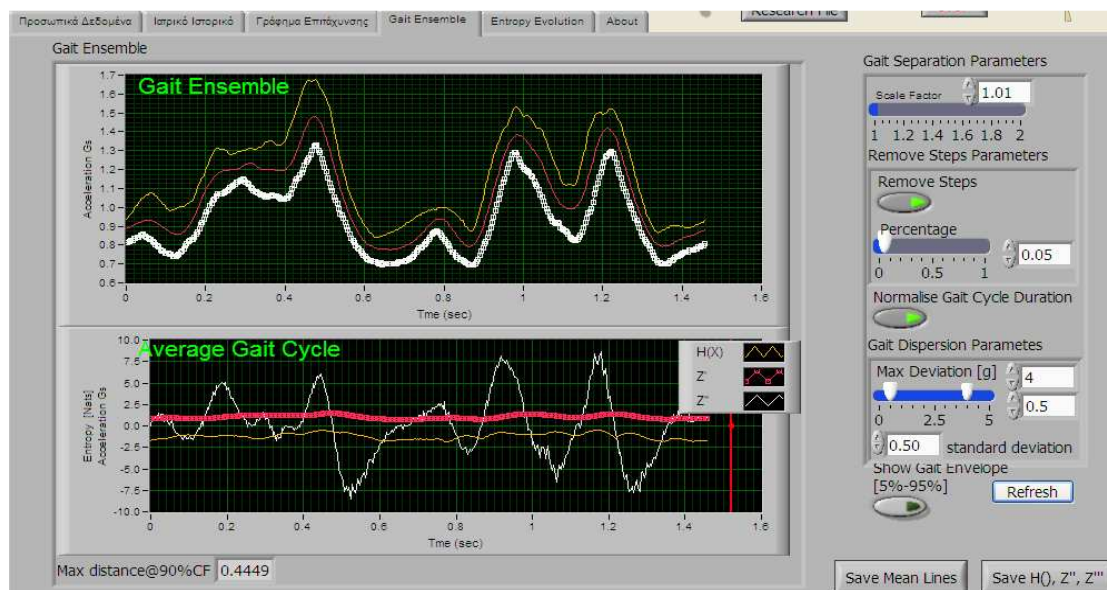 Προσωπικά Δεδομένα
Ιατρικό Ιστορικό
Γράφημα Επιτάχυνσης
Gait Ensemble
Entropy Evolution
About
Research File
Gait Ensemble
Gait Ensemble
Acceleration Gs
1.7
1.6
1.5
1.4
1.3
1.2
1.1
1.0
0.9
0.8
0.7
0.6
0 0.2 0.4 0.6 0.8 1 1.2 1.4 1.6
Tme (sec)
Average Gait Cycle
Entropy [Nats]
Acceleration Gs
10.0
7.5
5.0
2.5
0.0
-2.5
-5.0
-7.5
-10.0
0 0.2 0.4 0.6 0.8 1 1.2 1.4 1.6
Tme (sec)
H(X)
Z'
Z''
Max distance@90%CF 0.4449
Gait Separation Parameters
Scale Factor 1.01
1 1.2 1.4 1.6 1.8 2
Remove Steps Parameters
Remove Steps
Percentage
0.05
0 0.5 1
Normalise Gait Cycle Duration
Gait Dispersion Parametes
Max Deviation [g] 4
0.5
0 2.5 5
0.50 standard deviation
Show Gait Envelope
[5%-95%]
Refresh
Save Mean Lines
Save H(), Z'', Z'''